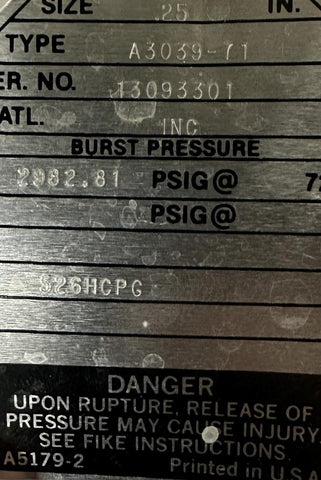 SIZE .25 IN.
TYPE A3039-71
ER. NO. 13093301
ATL. INC
BURST PRESSURE
2982.81 PSIG@ 72
PSIG@
S26HCPG
DANGER
UPON RUPTURE, RELEASE OF
PRESSURE MAY CAUSE INJURY.
SEE FIKE INSTRUCTIONS.
A5179-2 Printed in U.S.A